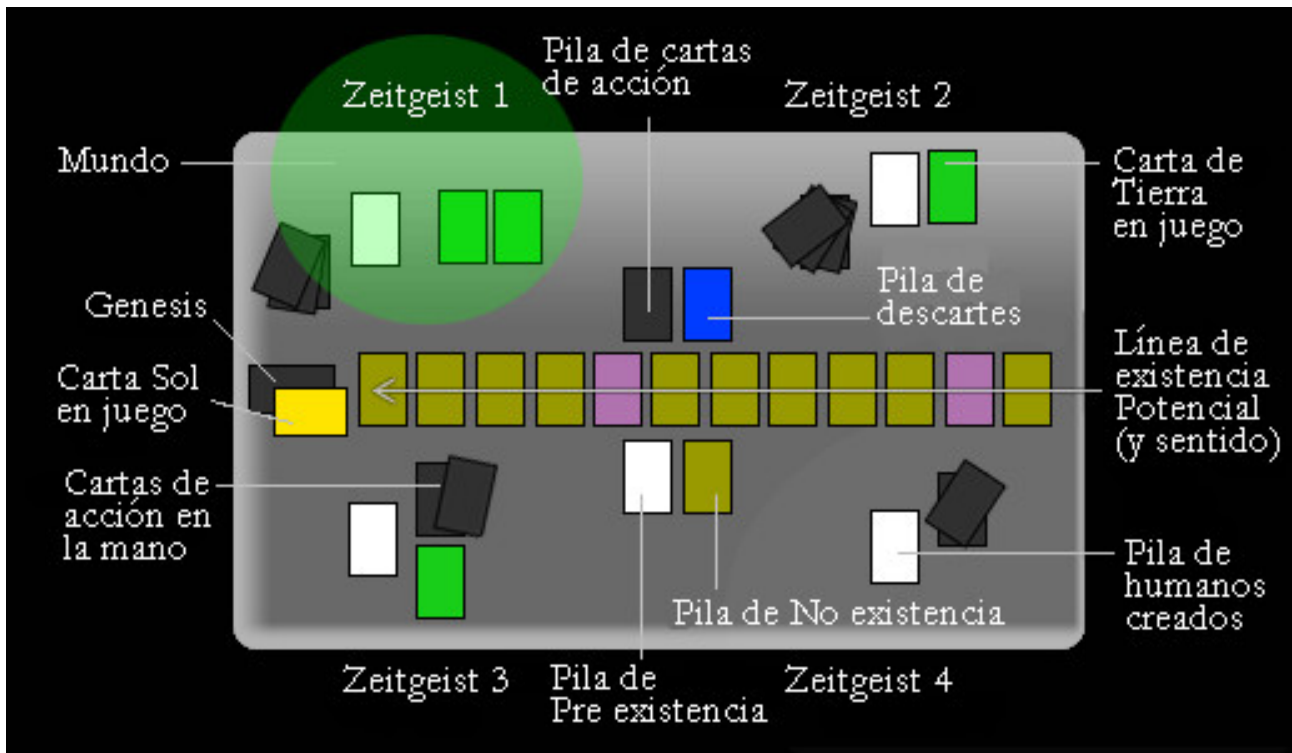 Pila de cartas
de acción
Zeitgeist 1
Zeitgeist 2
Mundo
Carta de
Tierra
en juego
Genesis
Pila de
descartes
Carta Sol
en juego
Línea de
existencia
Potencial
(y sentido)
Cartas de
acción en
la mano
Pila de
humanos
creados
Pila de No existencia
Zeitgeist 3
Pila de
Pre existencia
Zeitgeist 4